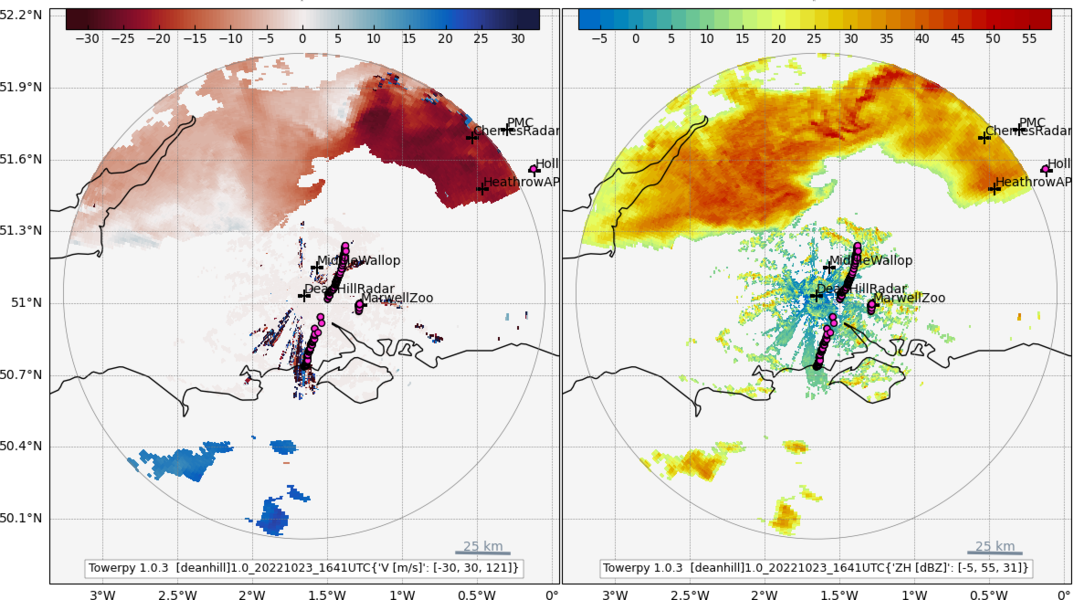 −30 −25 −20 −15 −10 −5 0 5 10 15 20 25 30
−5 0 5 10 15 20 25 30 35 40 45 50 55
52.2°N
51.9°N
51.6°N
51.3°N
51°N
50.7°N
50.4°N
50.1°N
PMC
CheniesRadar
Holl
HeathrowAP
MiddleWallop
DeanHillRadar
MarwellZoo
25 km
Towerpy 1.0.3 [deanhill]1.0_20221023_1641UTC{'V [m/s]': [-30, 30, 121]}
3°W 2.5°W 2°W 1.5°W 1°W 0.5°W 0°
PMC
CheniesRadar
Holl
HeathrowAP
MiddleWallop
DeanHillRadar
MarwellZoo
25 km
Towerpy 1.0.3 [deanhill]1.0_20221023_1641UTC{'ZH [dBZ]': [-5, 55, 31]}
3°W 2.5°W 2°W 1.5°W 1°W 0.5°W 0°